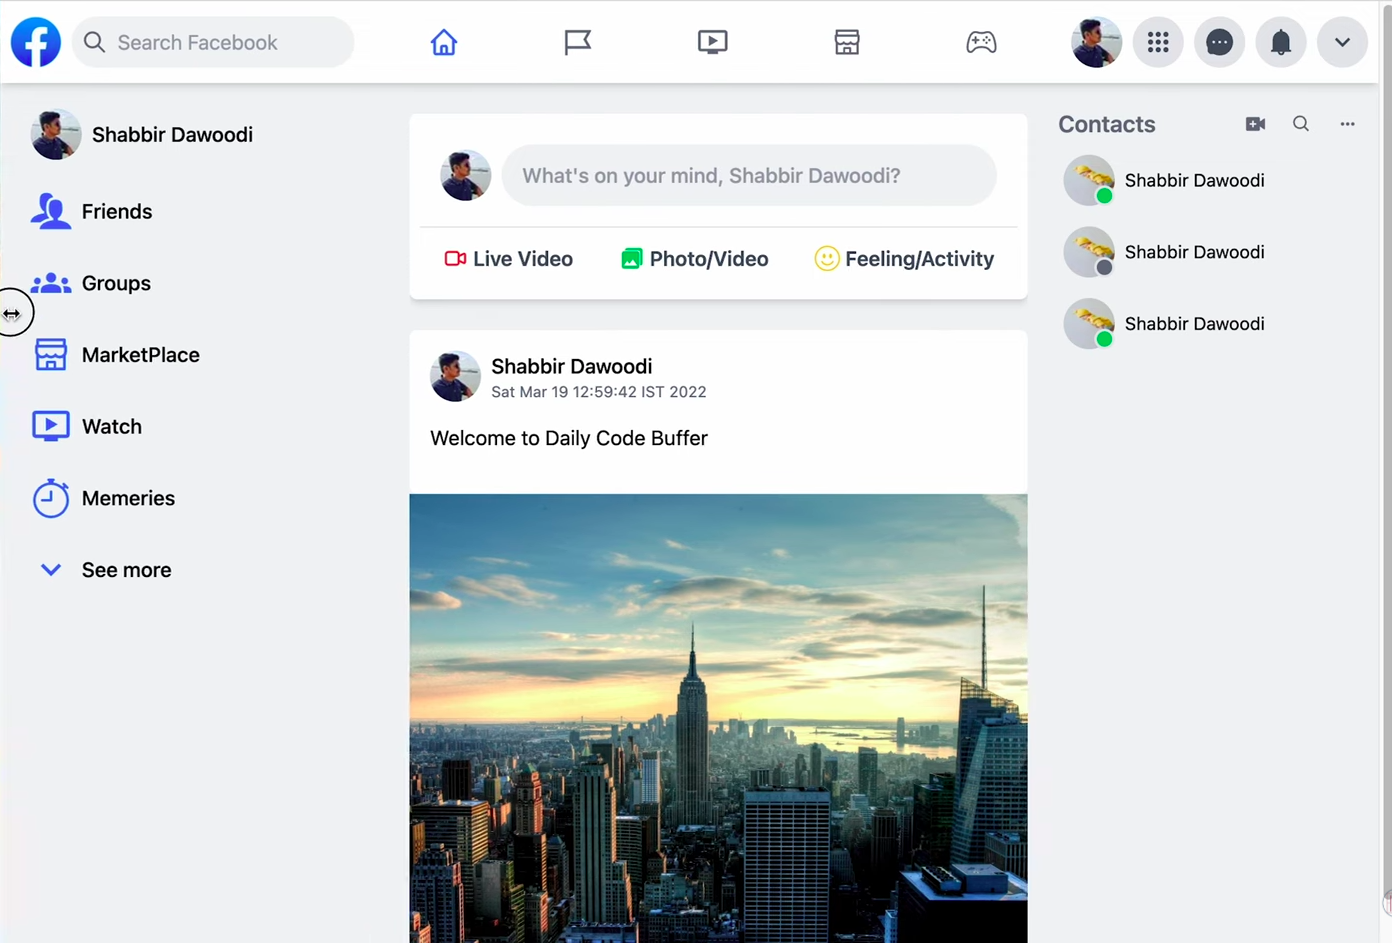 Search Facebook
Shabbir Dawoodi
Friends
Groups
MarketPlace
Watch
Memeries
See more
What's on your mind, Shabbir Dawoodi?
Live Video
Photo/Video
Feeling/Activity
Shabbir Dawoodi
Sat Mar 19 12:59:42 IST 2022
Welcome to Daily Code Buffer
Contacts
Shabbir Dawoodi
Shabbir Dawoodi
Shabbir Dawoodi